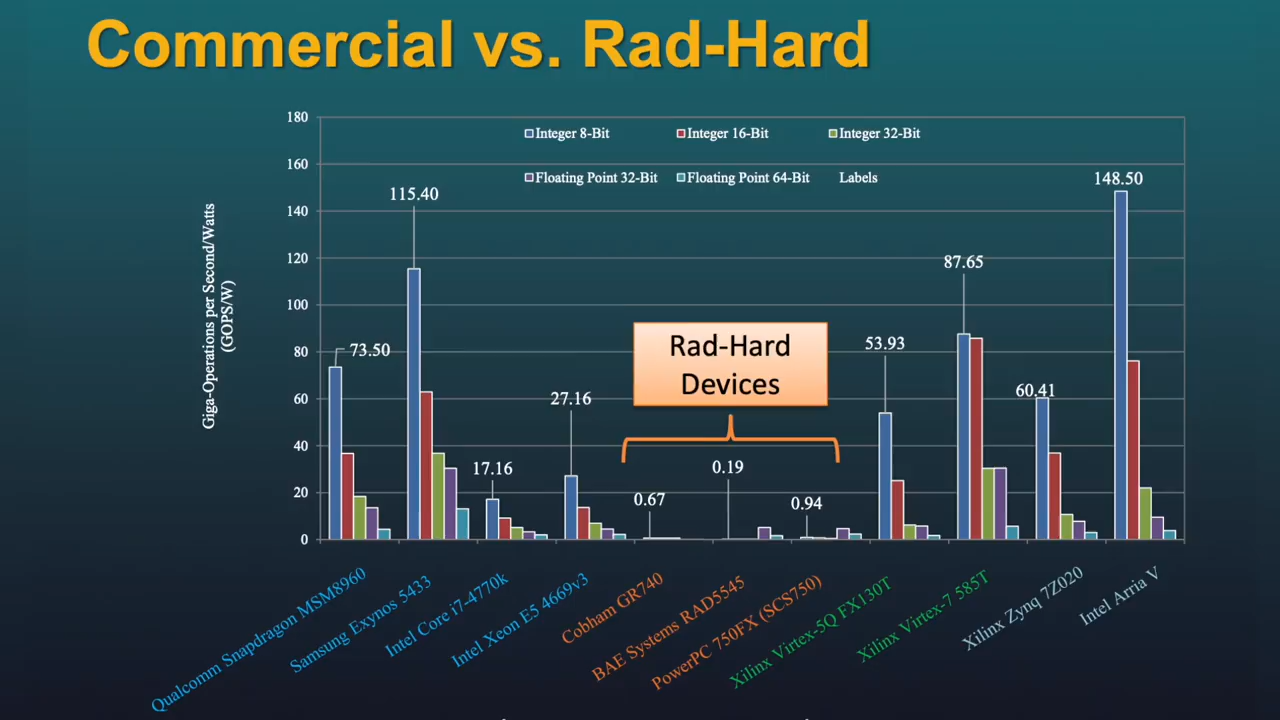 Commercial vs. Rad-Hard
Giga-Operations per Second/Watts
(GOPS/W)
180
160
140
120
100
80
60
40
20
0
Integer 8-Bit
Integer 16-Bit
Integer 32-Bit
Floating Point 32-Bit
Floating Point 64-Bit
Labels
73.50
115.40
17.16
27.16
0.67
0.19
0.94
53.93
87.65
60.41
148.50
Rad-Hard
Devices
Qualcomm Snapdragon MSM8960
Samsung Exynos 5433
Intel Core i7-4770k
Intel Xeon E5 4669v3
Cobham GR740
BAE Systems RAD5545
PowerPC 750FX (SCS750)
Xilinx Virtex-5Q FX130T
Xilinx Virtex-7 585T
Xilinx Zynq 7Z020
Intel Arria V